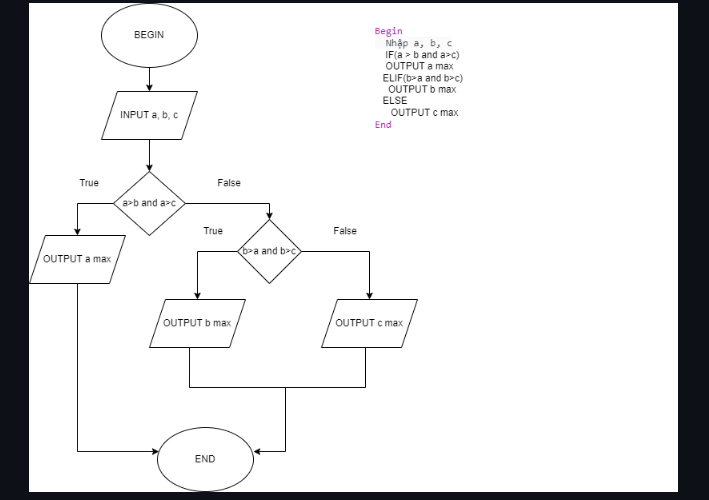 BEGIN
INPUT a, b, c
True
False
a>b and a>c
OUTPUT a max
True
False
b>a and b>c
OUTPUT b max
OUTPUT c max
END
Begin
Nhập a, b, c
IF(a > b and a>c)
OUTPUT a max
ELIF(b>a and b>c)
OUTPUT b max
ELSE
OUTPUT c max
End